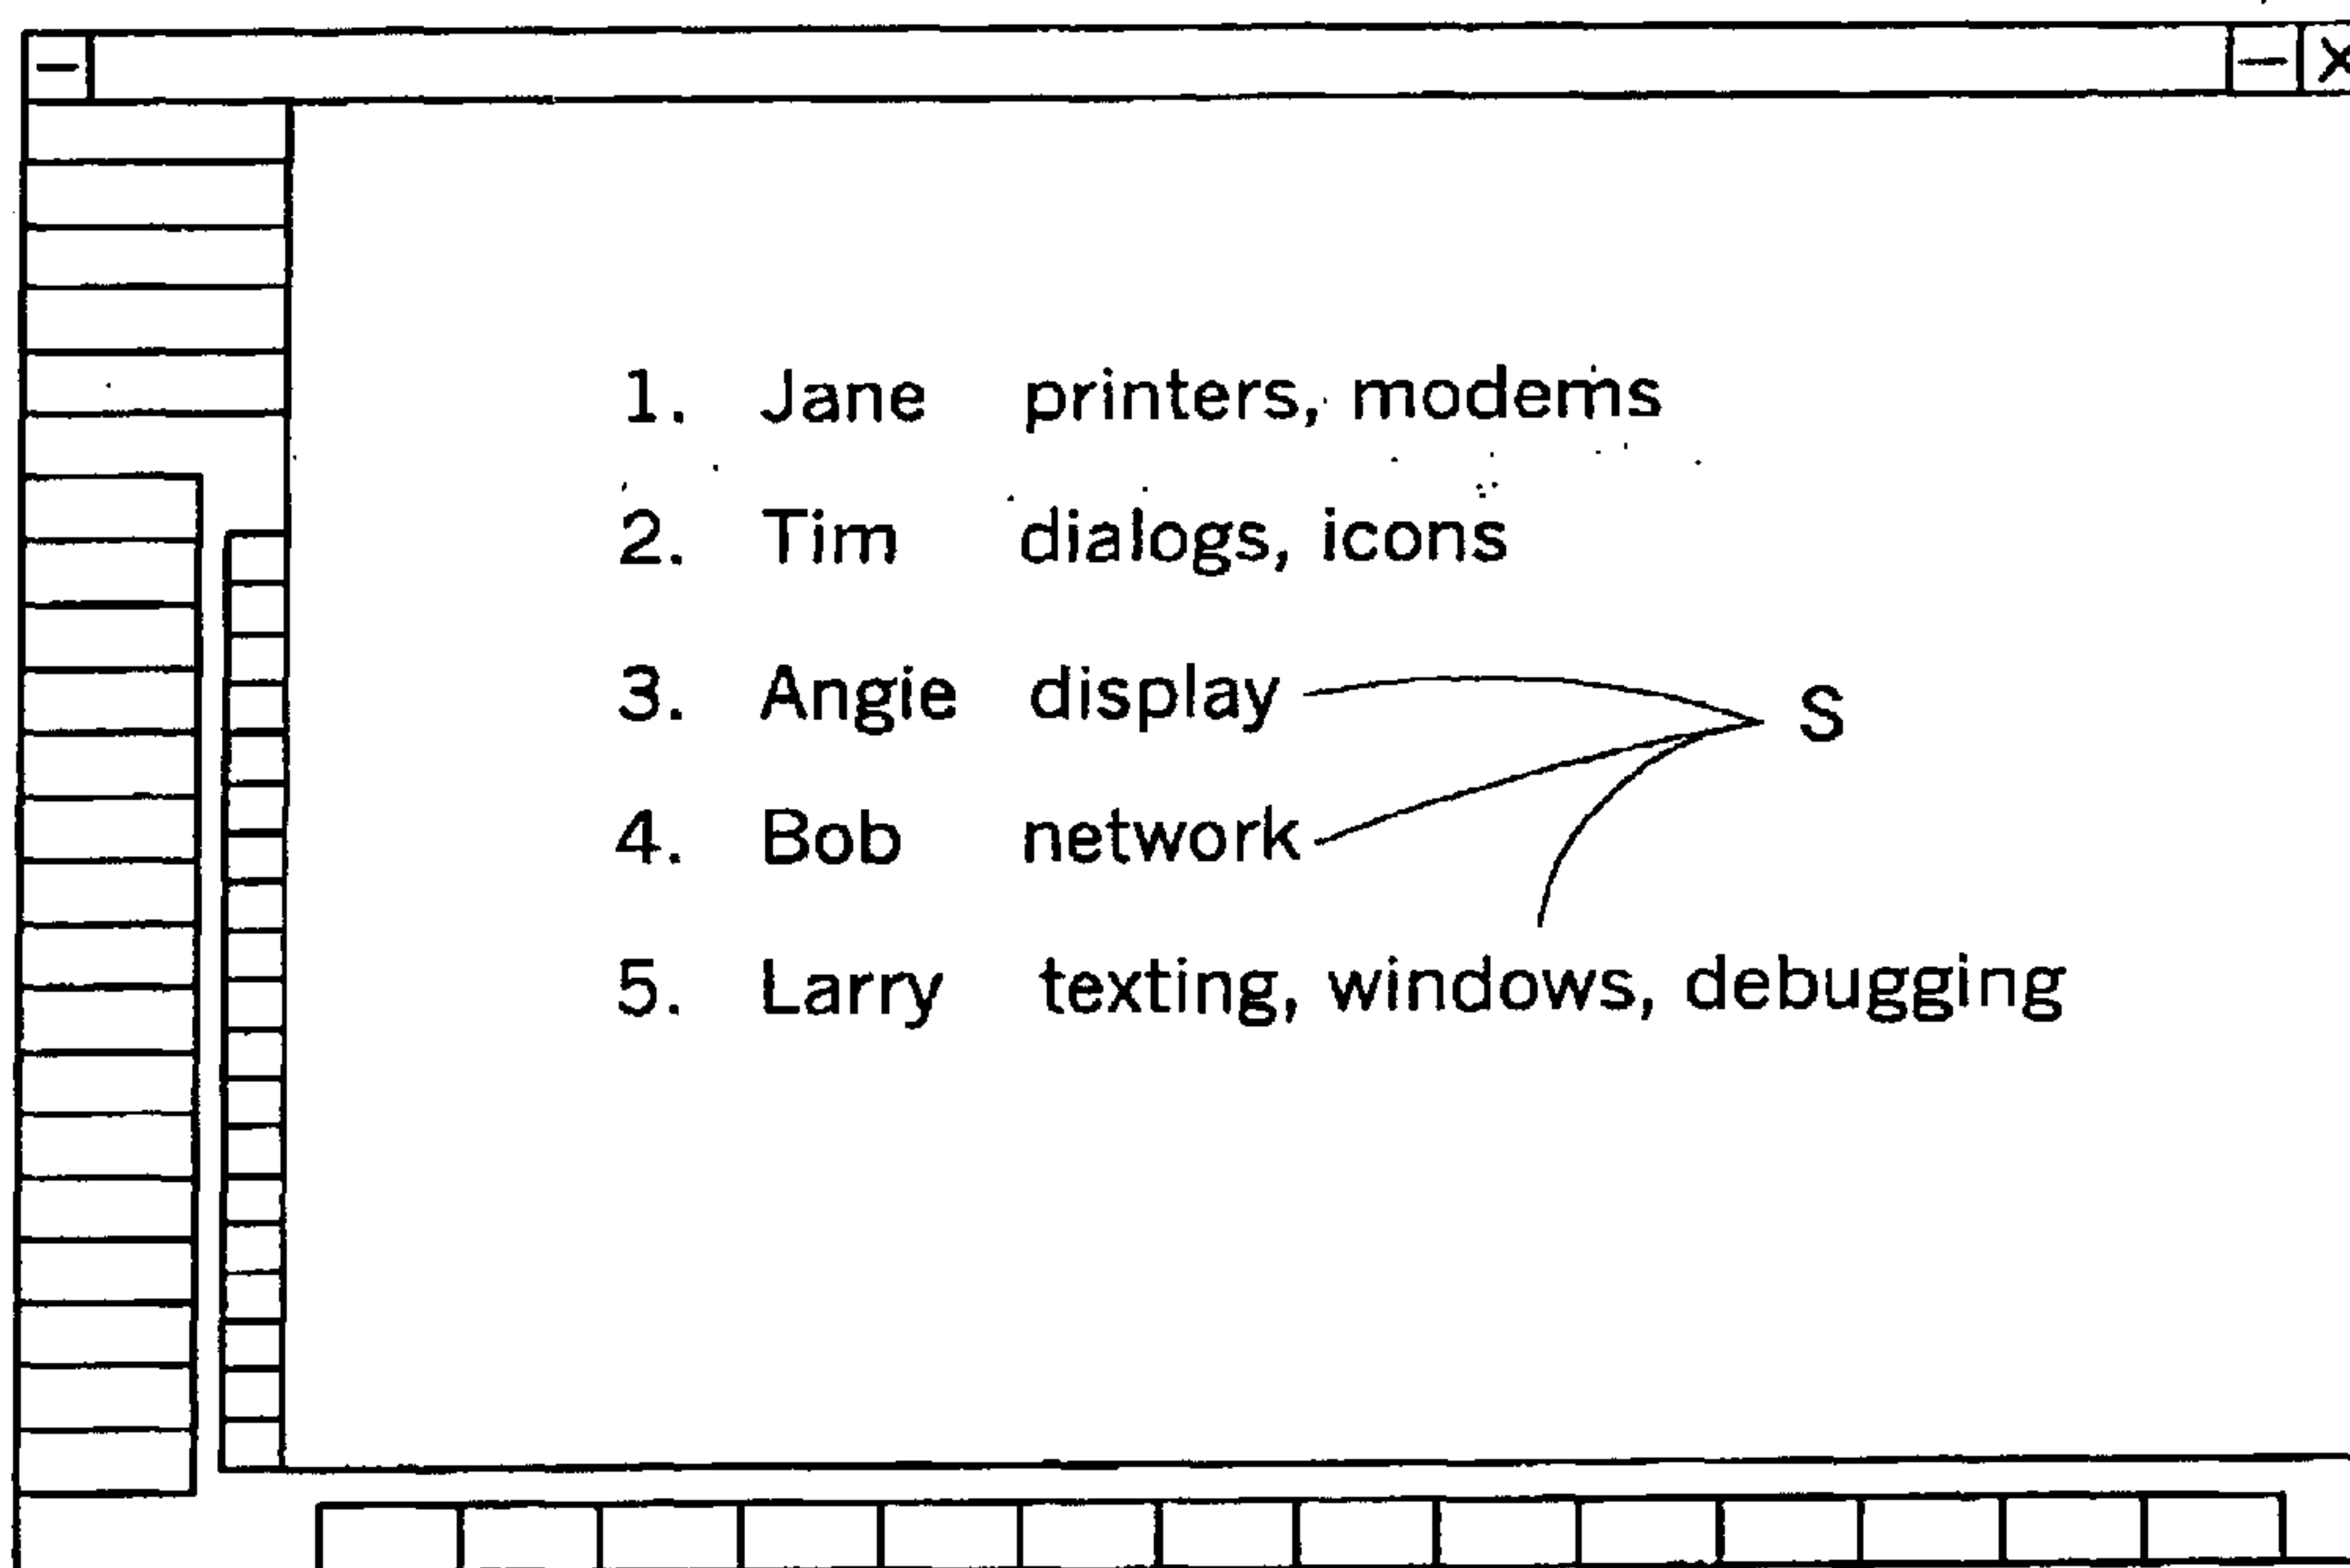 1. Jane printers, modems
2. Tim dialogs, icons
3. Angie display
S
4. Bob network
5. Larry texting, windows, debugging